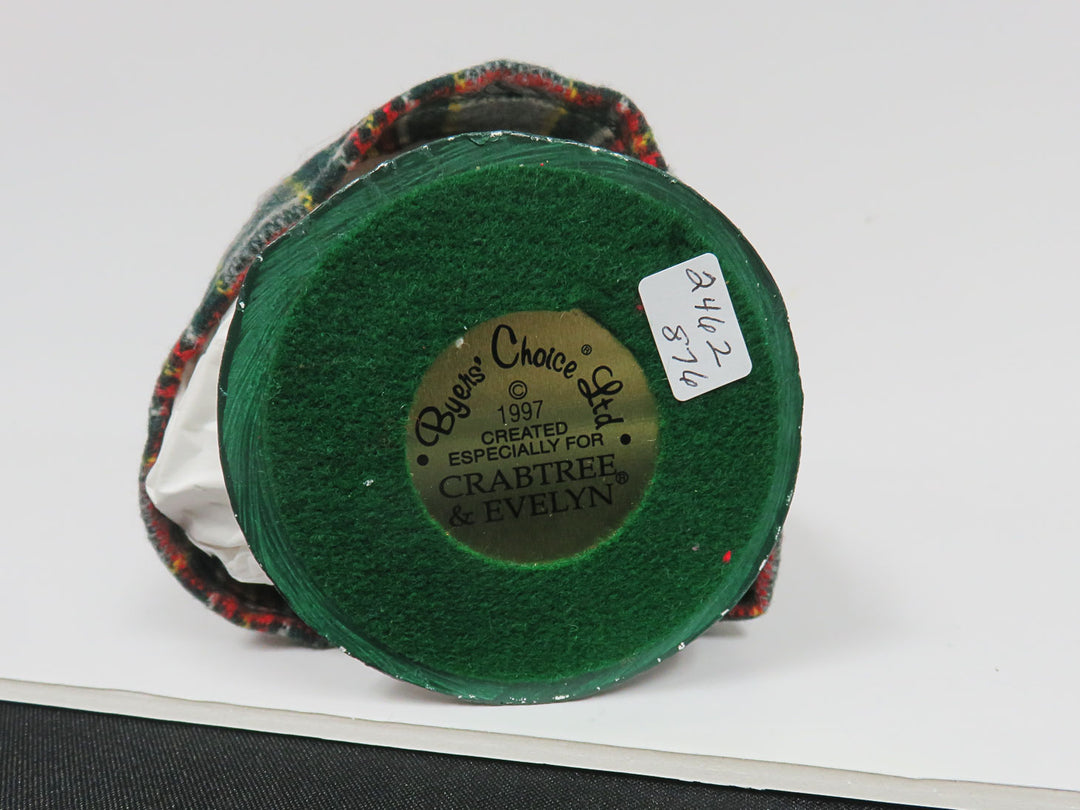 Byers' Choice® Ltd
©
1997
CREATED
• ESPECIALLY FOR •
CRABTREE
& EVELYN®
2462
876